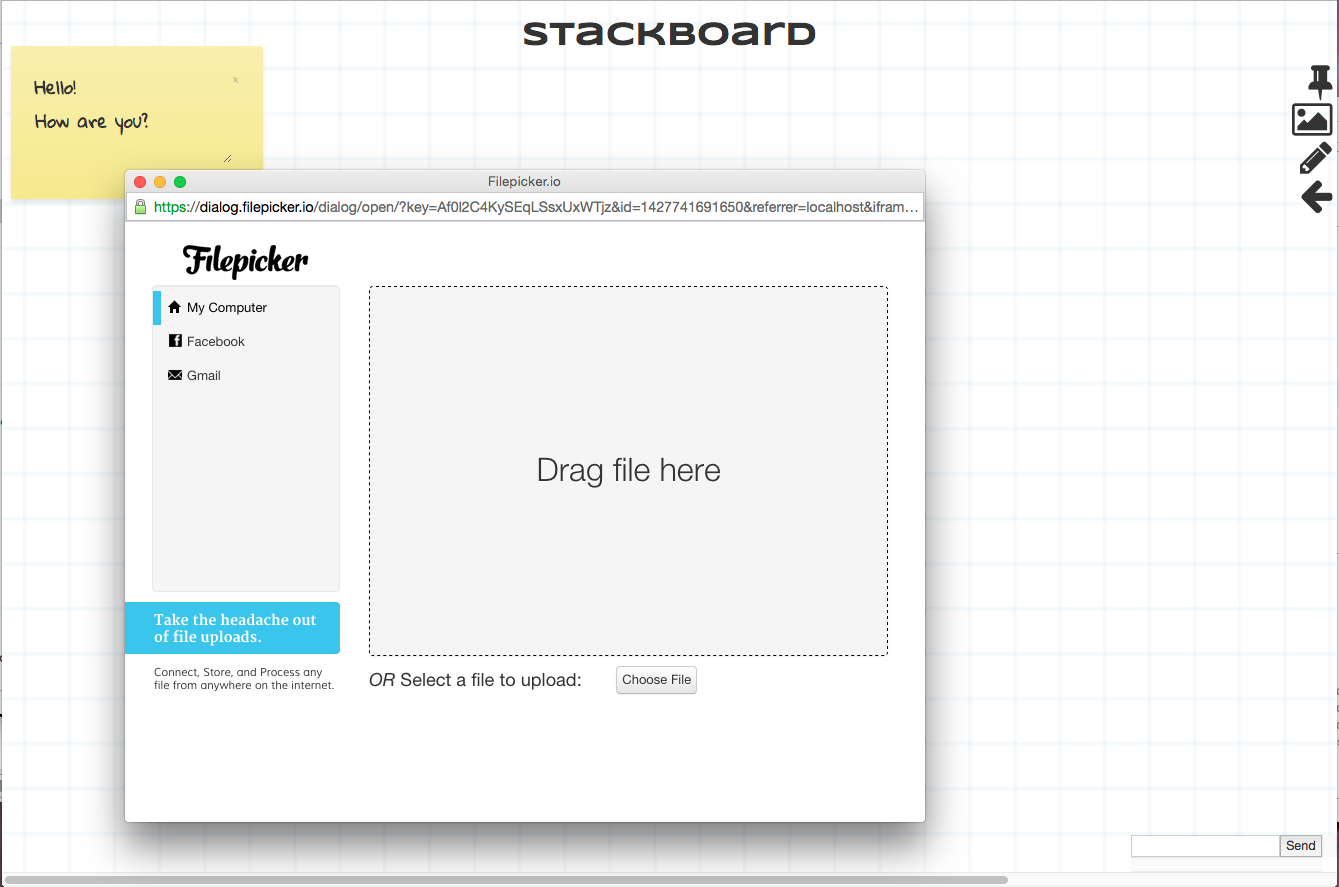 stackboard
Hello!
x
How are you?
Filepicker.io
https://dialog.filepicker.io/dialog/open/?key=Af0l2C4KySEqLSsxUxWTjz&id=1427741691650&referrer=localhost&ifram…
Filepicker
My Computer
Facebook
Gmail
Drag file here
Take the headache out
of file uploads.
Connect, Store, and Process any
file from anywhere on the internet.
OR Select a file to upload:
Choose File
Send